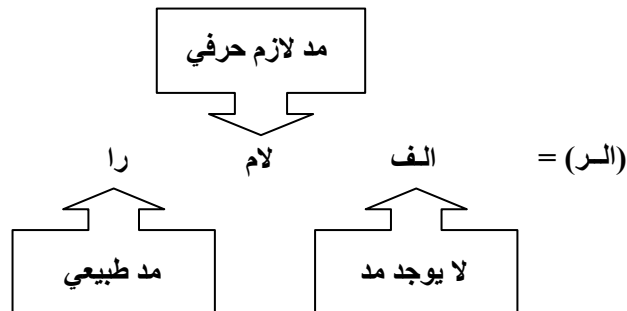 مد لازم حرفي
(الـر) = الـف لام را
لا يوجد مد مد طبيعي